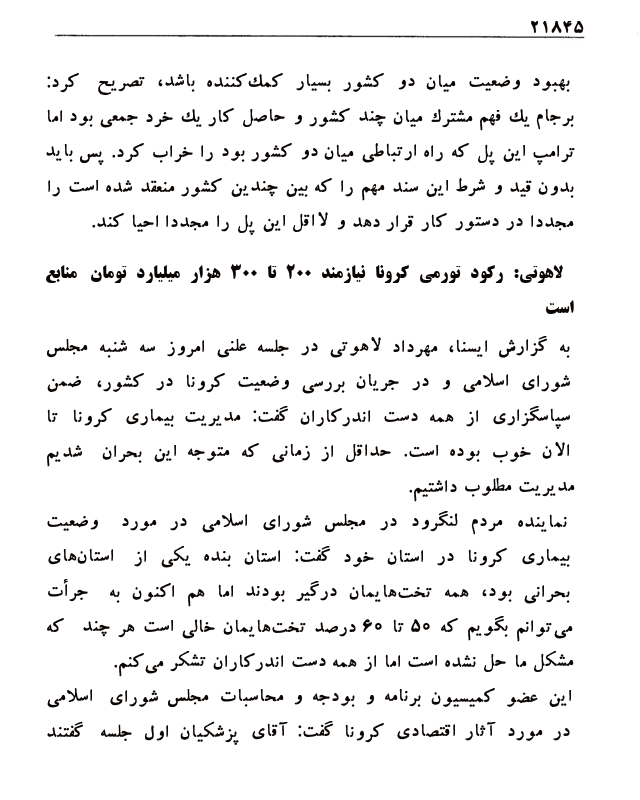 ۲۱۸۴۵
بهبود وضعیت میان دو کشور بسیار کمك‌کننده باشد، تصریح کرد:
برجام یك فهم مشترك میان چند کشور و حاصل کار یك خرد جمعی بود اما
ترامپ این پل که راه ارتباطی میان دو کشور بود را خراب کرد. پس باید
بدون قید و شرط این سند مهم را که بین چندین کشور منعقد شده است را
مجددا در دستور کار قرار دهد و لااقل این پل را مجددا احیا کند.
لاهوتی: رکود تورمی کرونا نیازمند ۲۰۰ تا ۳۰۰ هزار میلیارد تومان منابع
است
به گزارش ایسنا، مهرداد لاهوتی در جلسه علنی امروز سه شنبه مجلس
شورای اسلامی و در جریان بررسی وضعیت کرونا در کشور، ضمن
سپاسگزاری از همه دست اندرکاران گفت: مدیریت بیماری کرونا تا
الان خوب بوده است. حداقل از زمانی که متوجه این بحران شدیم
مدیریت مطلوب داشتیم.
نماینده مردم لنگرود در مجلس شورای اسلامی در مورد وضعیت
بیماری کرونا در استان خود گفت: استان بنده یکی از استان‌های
بحرانی بود، همه تخت‌هایمان درگیر بودند اما هم اکنون به جرأت
می‌توانم بگویم که ۵۰ تا ۶۰ درصد تخت‌هایمان خالی است هر چند که
مشکل ما حل نشده است اما از همه دست اندرکاران تشکر می‌کنم.
این عضو کمیسیون برنامه و بودجه و محاسبات مجلس شورای اسلامی
در مورد آثار اقتصادی کرونا گفت: آقای پزشکیان اول جلسه گفتند